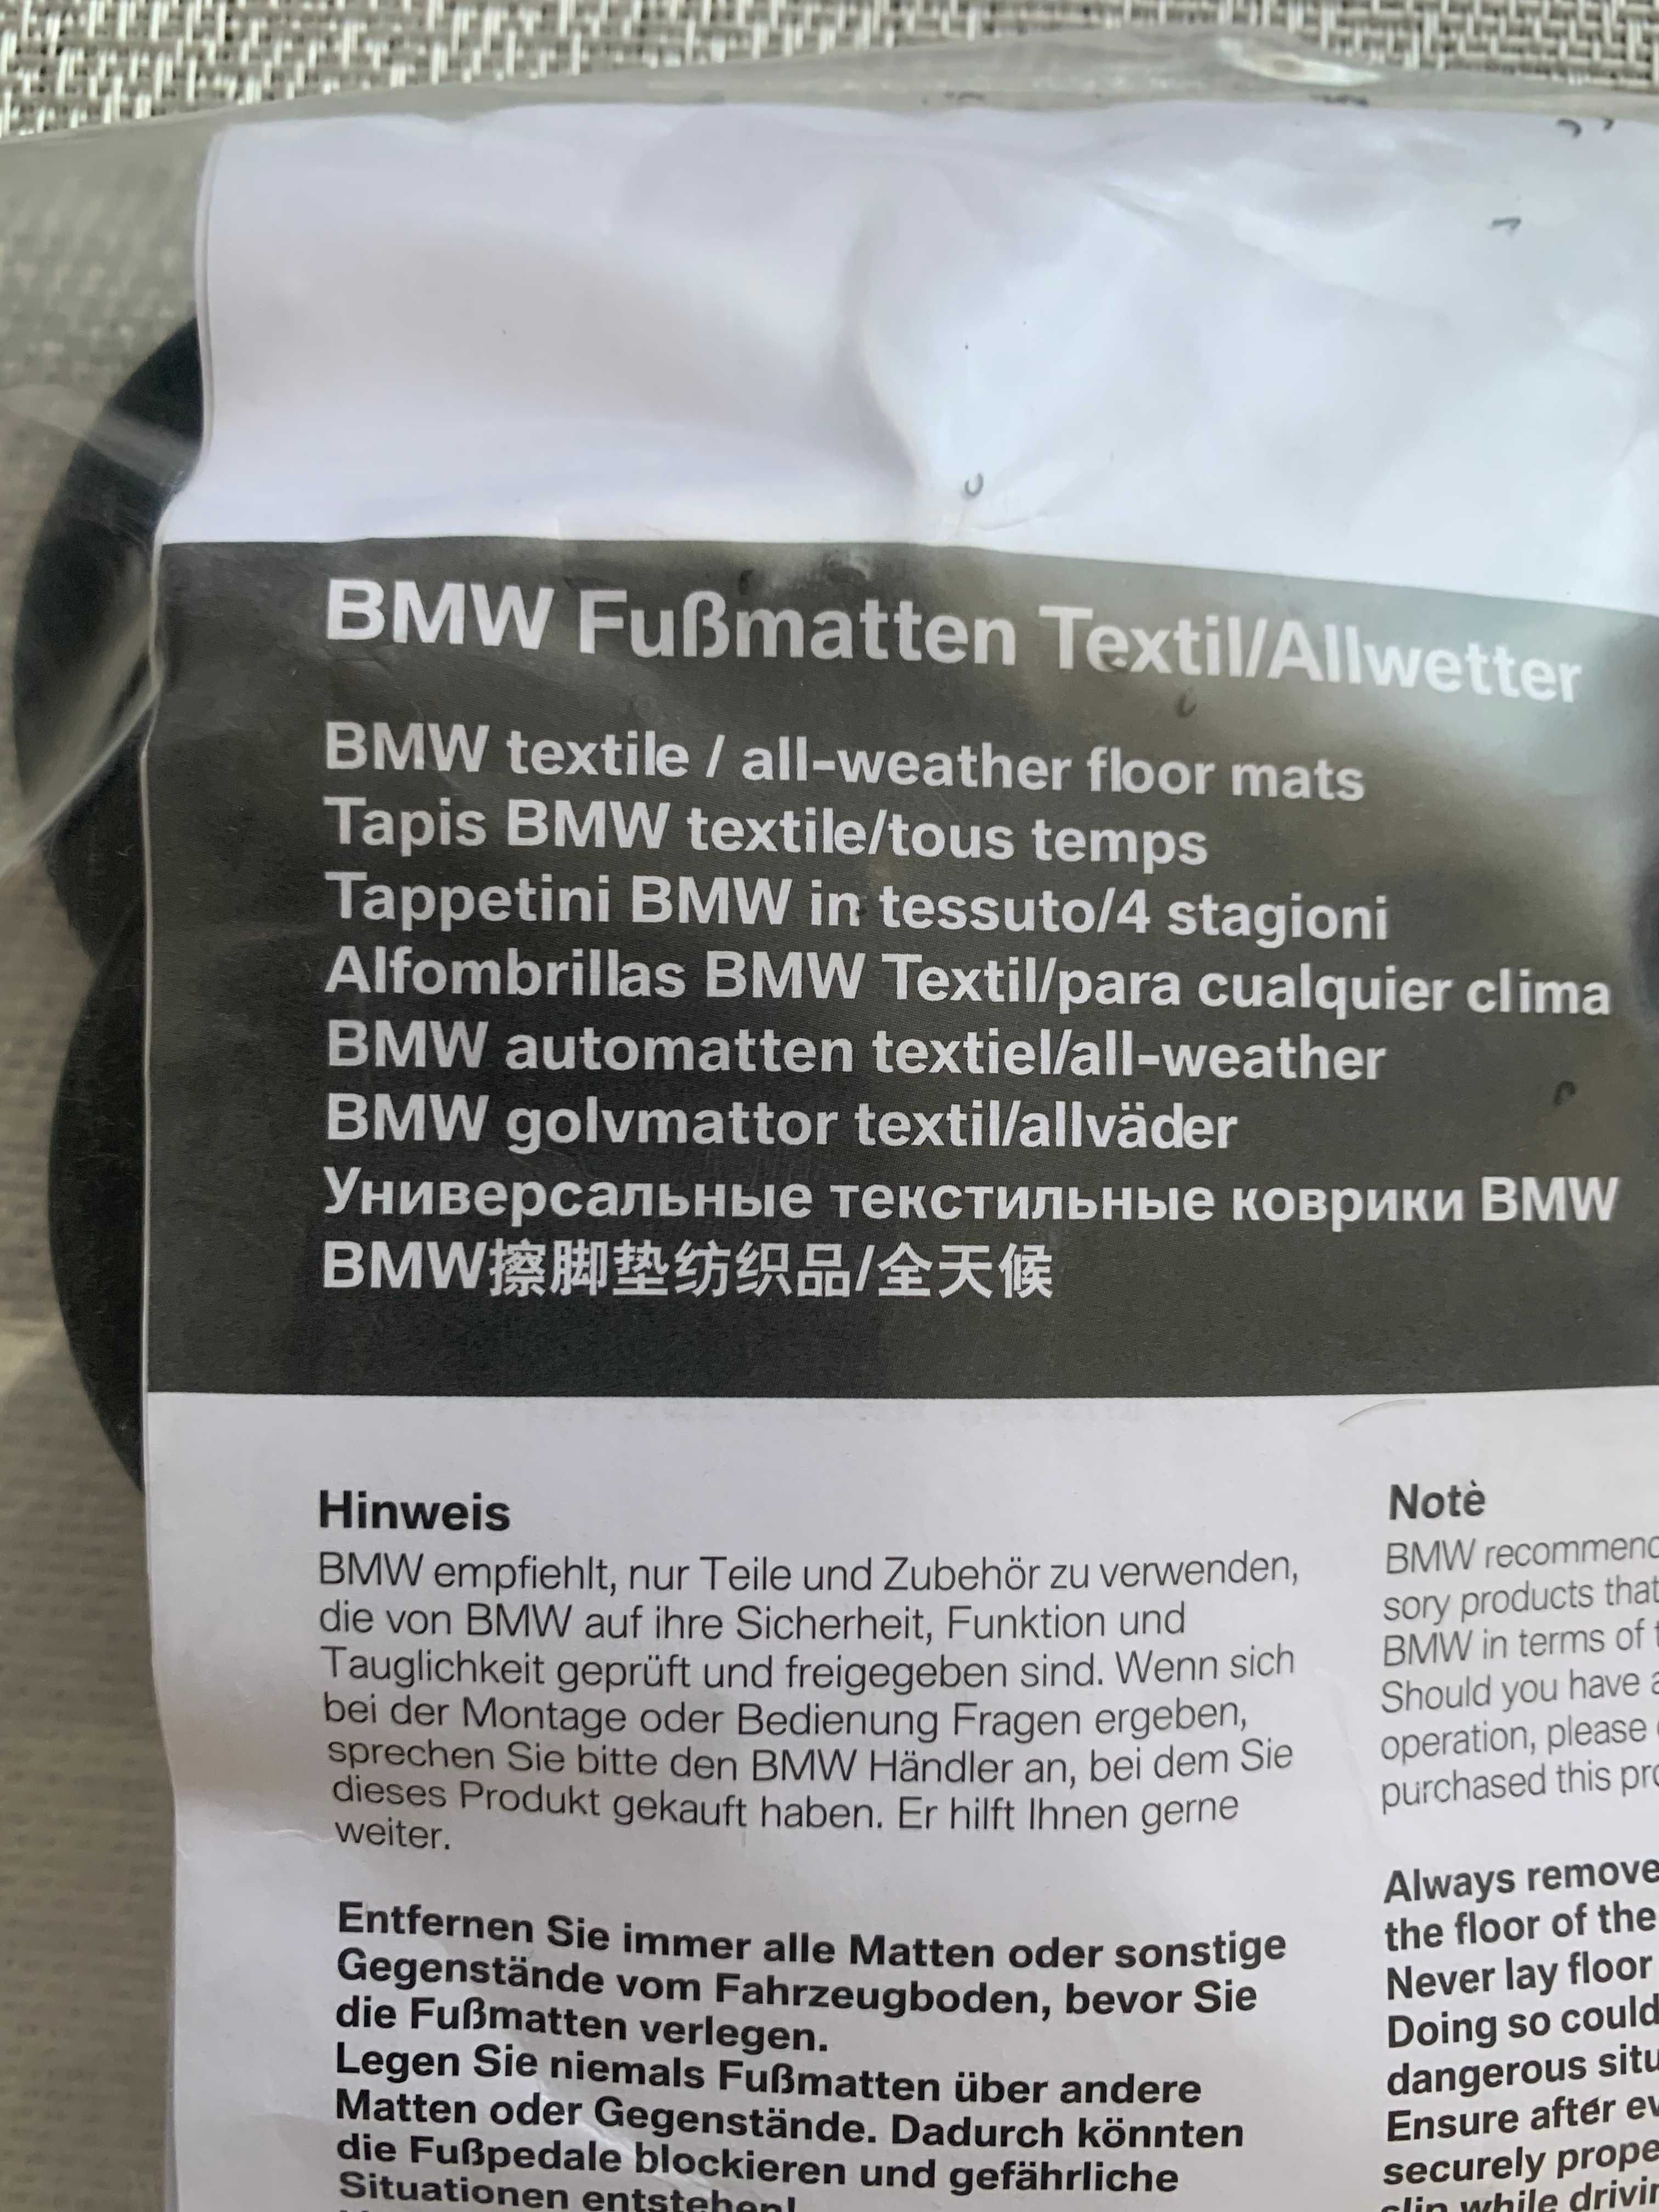 BMW Fußmatten Textil/Allwetter
BMW textile / all-weather floor mats
Tapis BMW textile/tous temps
Tappetini BMW in tessuto/4 stagioni
Alfombrillas BMW Textil/para cualquier clima
BMW automatten textiel/all-weather
BMW golvmattor textil/allväder
Универсальные текстильные коврики BMW
BMW擦脚垫纺织品/全天候
Hinweis
BMW empfiehlt, nur Teile und Zubehör zu verwenden,
die von BMW auf ihre Sicherheit, Funktion und
Tauglichkeit geprüft und freigegeben sind. Wenn sich
bei der Montage oder Bedienung Fragen ergeben,
sprechen Sie bitte den BMW Händler an, bei dem Sie
dieses Produkt gekauft haben. Er hilft Ihnen gerne
weiter.
Entfernen Sie immer alle Matten oder sonstige
Gegenstände vom Fahrzeugboden, bevor Sie
die Fußmatten verlegen.
Legen Sie niemals Fußmatten über andere
Matten oder Gegenstände. Dadurch könnten
die Fußpedale blockieren und gefährliche
Situationen entstehen!
Note
BMW recommend
sory products that
BMW in terms of
Should you have a
operation, please
purchased this pro
Always remove
the floor of the
Never lay floor
Doing so could
dangerous situ
Ensure after ev
securely prope
slip while drivin